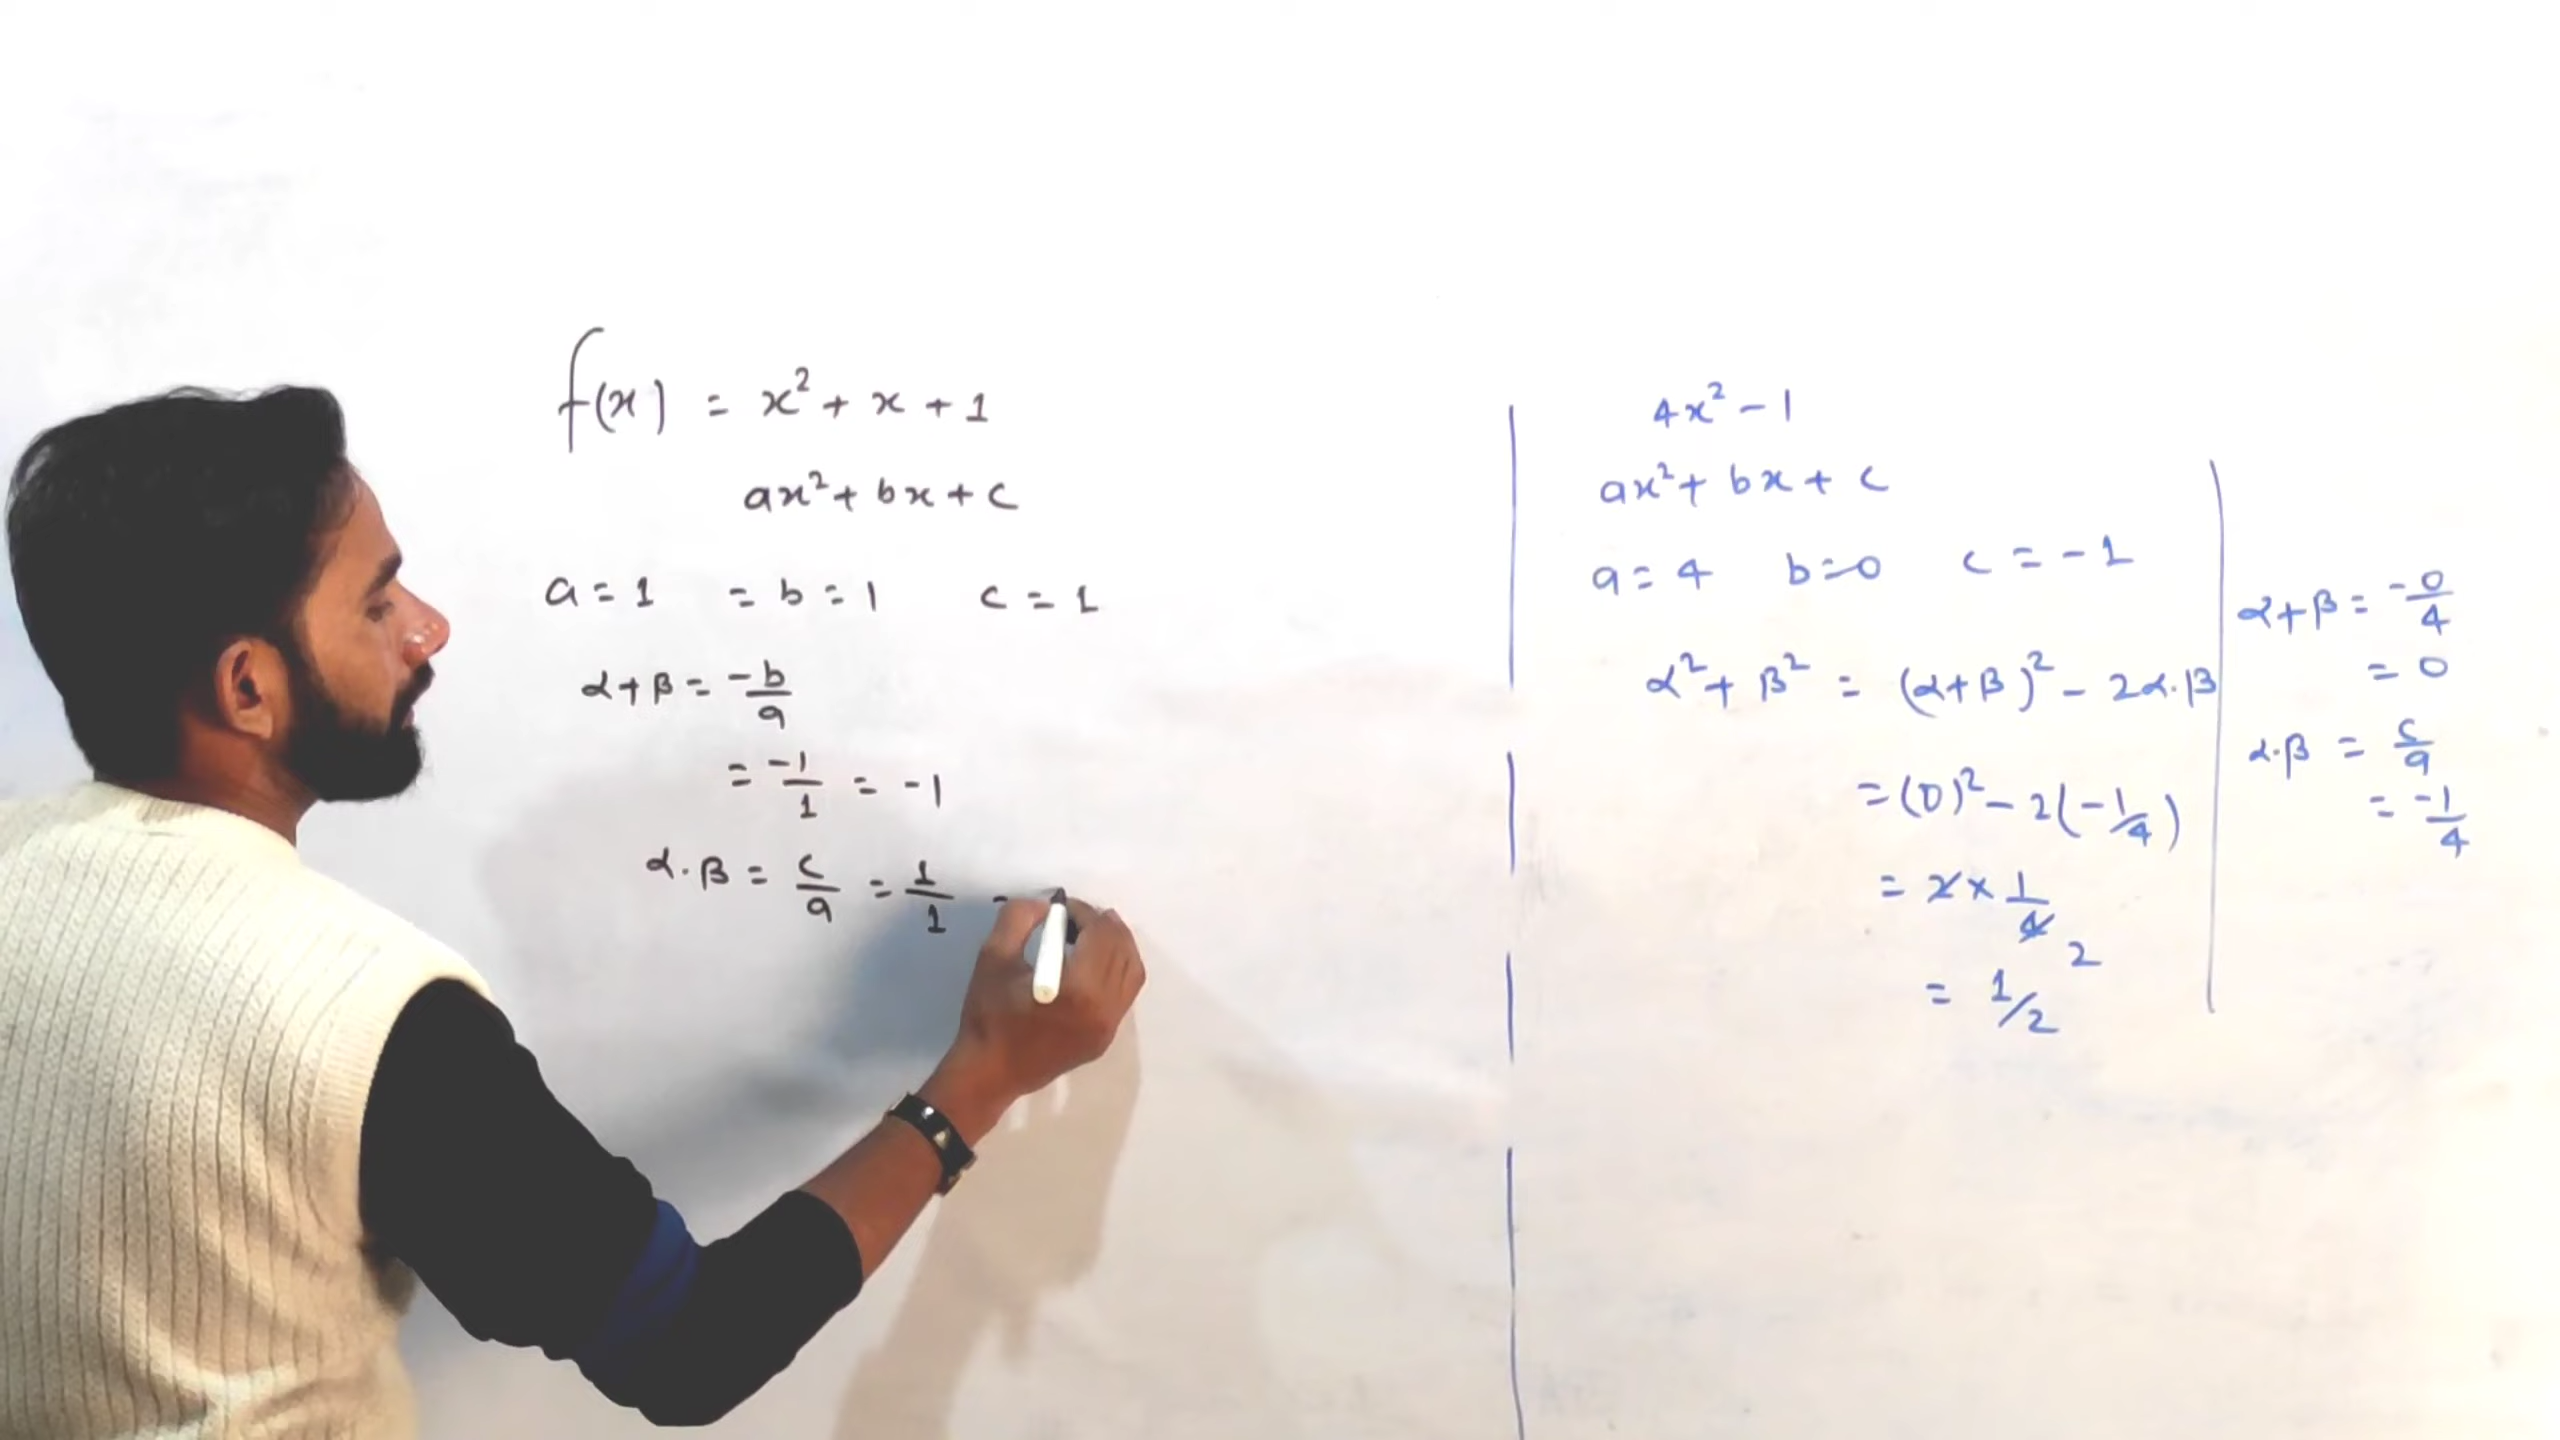 f(x) = x² + x + 1
ax² + bx + c
a = 1 = b = 1 c = 1
α + β = -b/a
= -1/1 = -1
α . β = c/a = 1/1 =
4x² - 1
ax² + bx + c
a = 4 b = 0 c = -1
α² + β² = (α+β)² - 2α.β
= (0)² - 2(-1/4)
= 2 × 1/4 2
= 1/2
α + β = -0/4
= 0
α.β = c/a
= -1/4